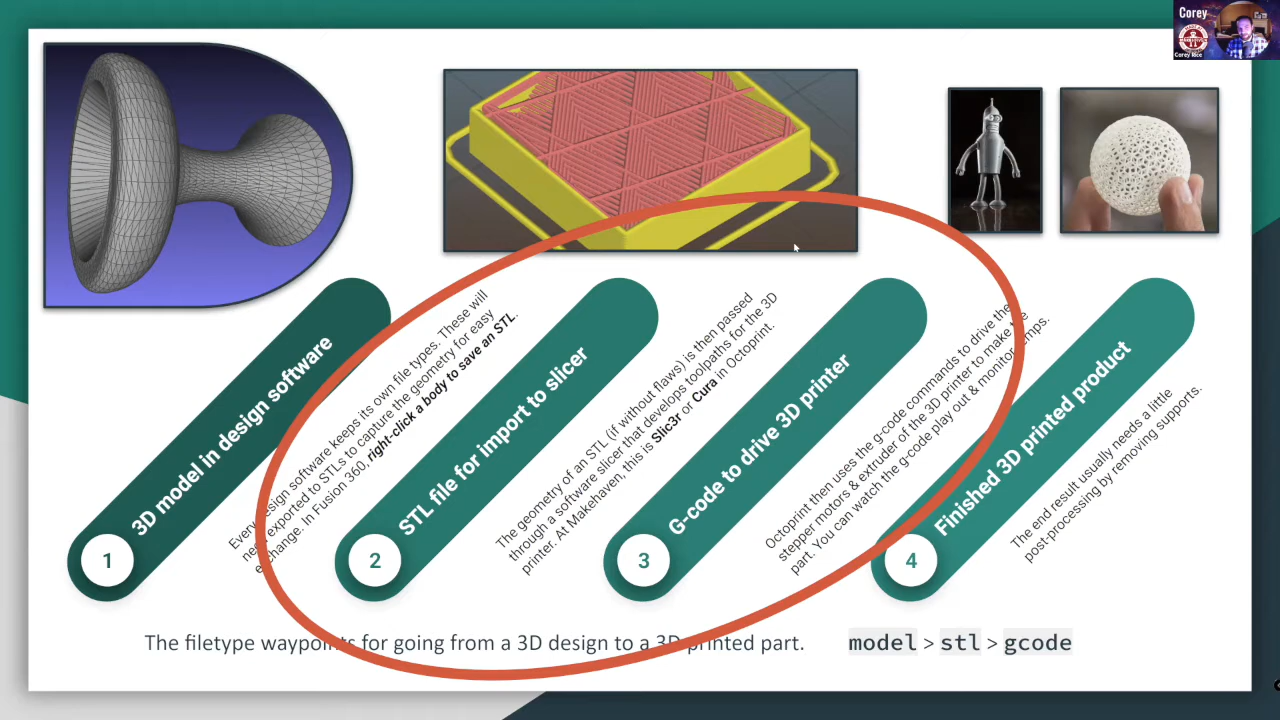 Corey
Corey Rice
1
3D model in design software
Every design software keeps its own file types. These will
need exported to STLs to capture the geometry for easy
exchange. In Fusion 360, right-click a body to save an STL.
2
STL file for import to slicer
The geometry of an STL (if without flaws) is then passed
through a software slicer that develops toolpaths for the 3D
printer. At Makehaven, this is Slic3r or Cura in Octoprint.
3
G-code to drive 3D printer
Octoprint then uses the g-code commands to drive the
stepper motors & extruder of the 3D printer to make the
part. You can watch the g-code play out & monitor temps.
4
Finished 3D printed product
The end result usually needs a little
post-processing by removing supports.
The filetype waypoints for going from a 3D design to a 3D printed part.
model > stl > gcode